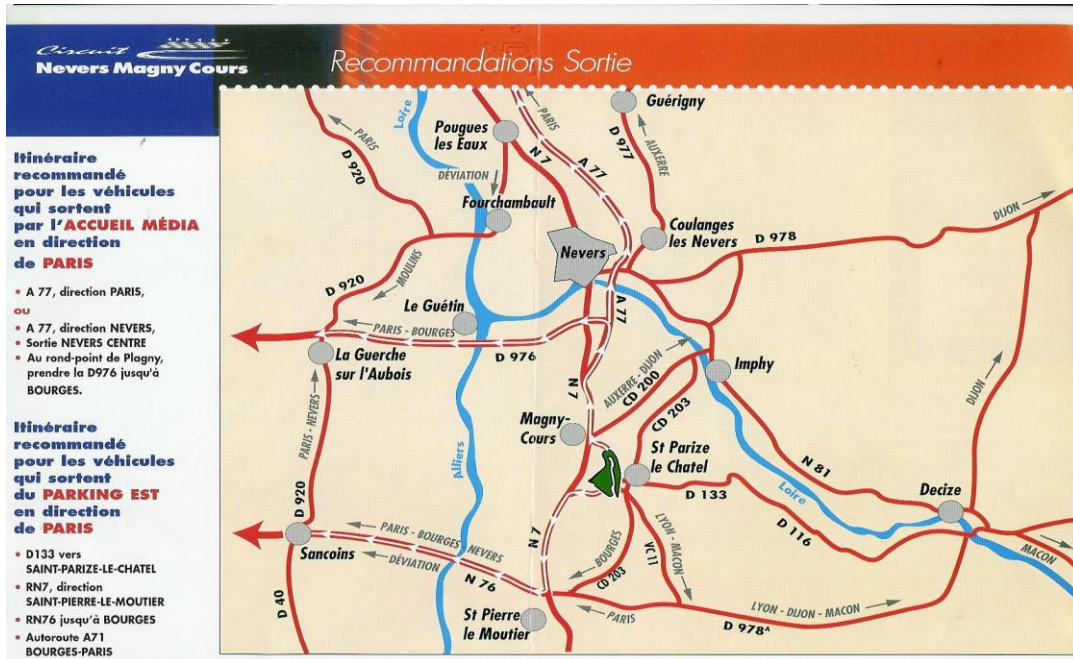 Circuit
Nevers Magny Cours
Recommandations Sortie
Itinéraire
recommandé
pour les véhicules
qui sortent
par l'ACCUEIL MÉDIA
en direction
de PARIS
• A 77, direction PARIS,
ou
• A 77, direction NEVERS,
• Sortie NEVERS CENTRE
• Au rond-point de Plagny,
prendre la D976 jusqu'à
BOURGES.
Itinéraire
recommandé
pour les véhicules
qui sortent
du PARKING EST
en direction
de PARIS
• D133 vers
SAINT-PARIZE-LE-CHATEL
• RN7, direction
SAINT-PIERRE-LE-MOUTIER
• RN76 jusqu'à BOURGES
• Autoroute A71
BOURGES-PARIS
Loire
PARIS
Guérigny
Pougues
les Eaux
PARIS
D 920
N 7
A 77
D 977
AUXERRE
DÉVIATION
Fourchambault
Coulanges
les Nevers
DIJON
D 978
Nevers
MOULINS
D 920
Le Guétin
A 77
PARIS - BOURGES
D 976
La Guerche
sur l'Aubois
Imphy
AUXERRE - DIJON
CD 200
N 7
DIJON
PARIS - NEVERS
Magny-
Cours
CD 203
St Parize
le Chatel
Alliers
N 81
D 133
Loire
Decize
D 920
D 116
Sancoins
PARIS - BOURGES NEVERS
DÉVIATION
N 7
BOURGES
LYON - MACON
VC 11
MACON
N 76
CD 203
D 40
St Pierre
le Moutier
PARIS
LYON - DIJON - MACON
D 978ᴬ